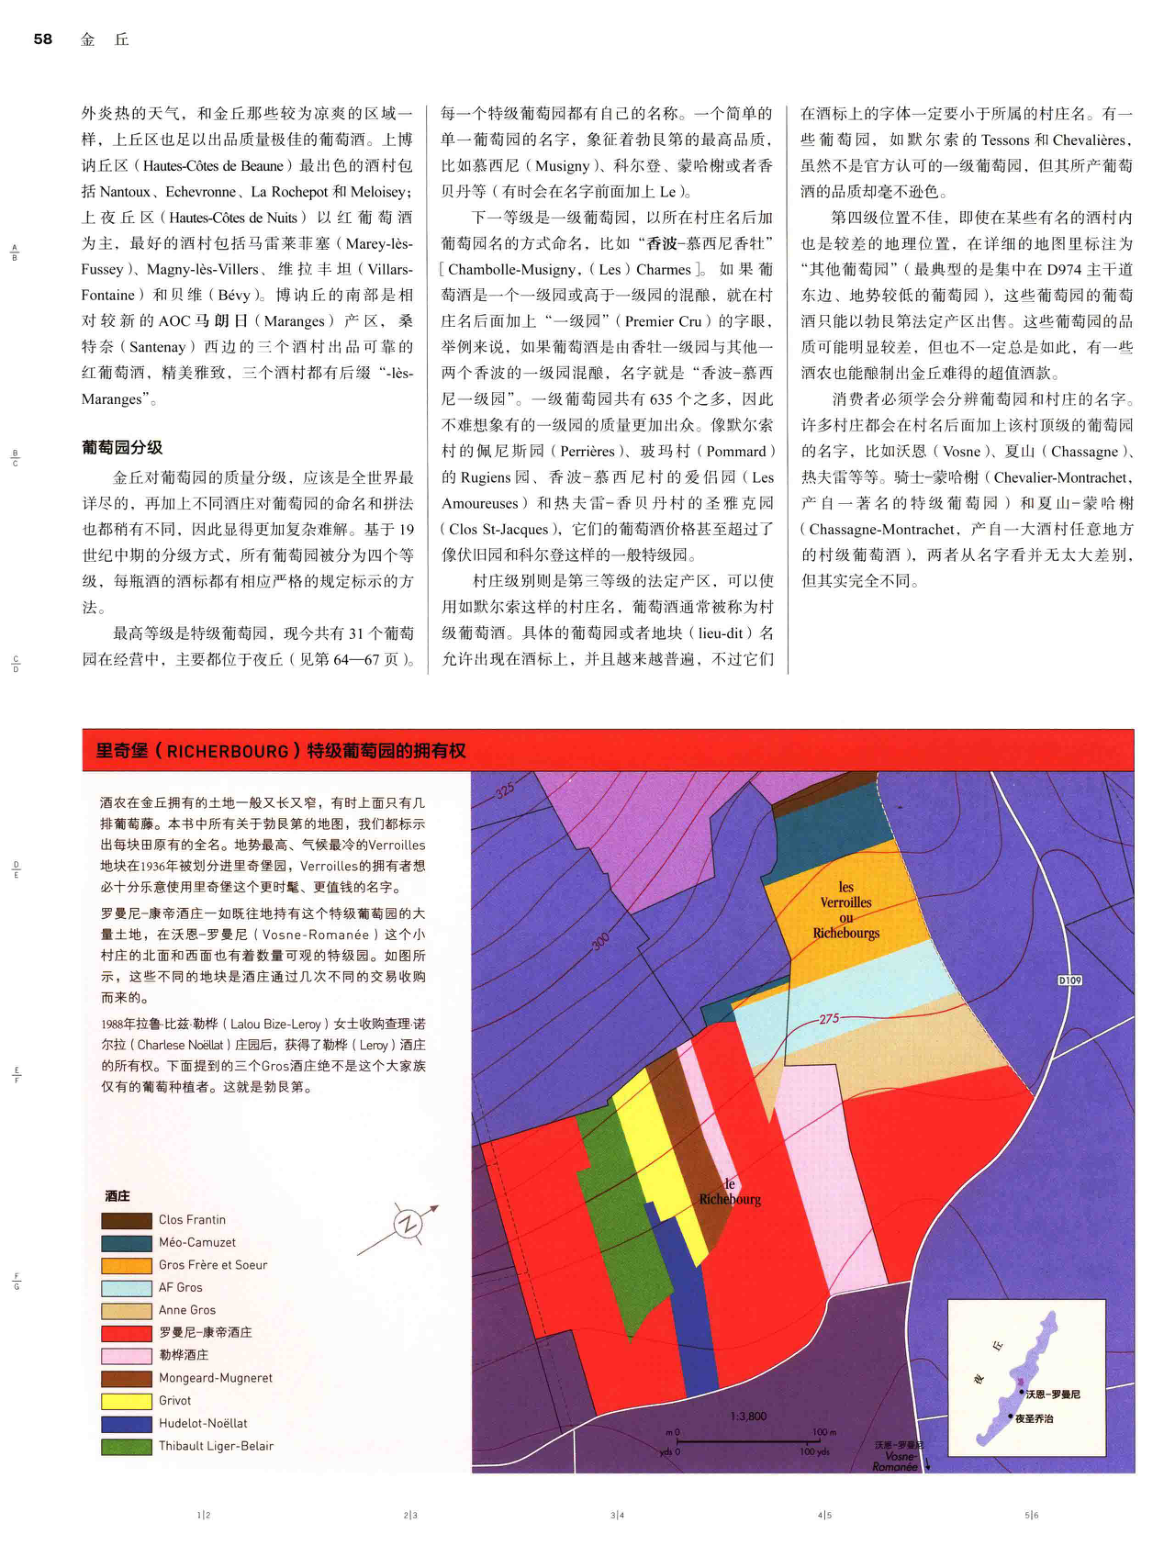 58 金 丘
外炎热的天气，和金丘那些较为凉爽的区域一
样，上丘区也足以出品质量极佳的葡萄酒。上博
讷丘区（Hautes-Côtes de Beaune）最出色的酒村包
括 Nantoux、Echevronne、La Rochepot 和 Meloisey；
上夜丘区（Hautes-Côtes de Nuits）以红葡萄酒
为主，最好的酒村包括马雷莱菲塞（Marey-lès-
Fussey）、Magny-lès-Villers、维拉丰坦（Villars-
Fontaine）和贝维（Bévy）。博讷丘的南部是相
对较新的 AOC 马朗日（Maranges）产区，桑
特奈（Santenay）西边的三个酒村出品可靠的
红葡萄酒，精美雅致，三个酒村都有后缀“-lès-
Maranges”。
葡萄园分级
金丘对葡萄园的质量分级，应该是全世界最
详尽的，再加上不同酒庄对葡萄园的命名和拼法
也都稍有不同，因此显得更加复杂难解。基于 19
世纪中期的分级方式，所有葡萄园被分为四个等
级，每瓶酒的酒标都有相应严格的规定标示的方
法。
最高等级是特级葡萄园，现今共有 31 个葡萄
园在经营中，主要都位于夜丘（见第 64—67 页）。
每一个特级葡萄园都有自己的名称。一个简单的
单一葡萄园的名字，象征着勃艮第的最高品质，
比如慕西尼（Musigny）、科尔登、蒙哈榭或者香
贝丹等（有时会在名字前面加上 Le）。
下一等级是一级葡萄园，以所在村庄名后加
葡萄园名的方式命名，比如“香波-慕西尼香牡”
［Chambolle-Musigny,（Les）Charmes］。如果葡
萄酒是一个一级园或高于一级园的混酿，就在村
庄名后面加上“一级园”（Premier Cru）的字眼，
举例来说，如果葡萄酒是由香牡一级园与其他一
两个香波的一级园混酿，名字就是“香波-慕西
尼一级园”。一级葡萄园共有 635 个之多，因此
不难想象有的一级园的质量更加出众。像默尔索
村的佩尼斯园（Perrières）、玻玛村（Pommard）
的 Rugiens 园、香波-慕西尼村的爱侣园（Les
Amoureuses）和热夫雷-香贝丹村的圣雅克园
（Clos St-Jacques），它们的葡萄酒价格甚至超过了
像伏旧园和科尔登这样的一般特级园。
村庄级别则是第三等级的法定产区，可以使
用如默尔索这样的村庄名，葡萄酒通常被称为村
级葡萄酒。具体的葡萄园或者地块（lieu-dit）名
允许出现在酒标上，并且越来越普遍，不过它们
在酒标上的字体一定要小于所属的村庄名。有一
些葡萄园，如默尔索的 Tessons 和 Chevalières，
虽然不是官方认可的一级葡萄园，但其所产葡萄
酒的品质却毫不逊色。
第四级位置不佳，即使在某些有名的酒村内
也是较差的地理位置，在详细的地图里标注为
“其他葡萄园”（最典型的是集中在 D974 主干道
东边、地势较低的葡萄园），这些葡萄园的葡萄
酒只能以勃艮第法定产区出售。这些葡萄园的品
质可能明显较差，但也不一定总是如此，有一些
酒农也能酿制出金丘难得的超值酒款。
消费者必须学会分辨葡萄园和村庄的名字。
许多村庄都会在村名后面加上该村顶级的葡萄园
的名字，比如沃恩（Vosne）、夏山（Chassagne）、
热夫雷等等。骑士-蒙哈榭（Chevalier-Montrachet，
产自一著名的特级葡萄园）和夏山-蒙哈榭
（Chassagne-Montrachet，产自一大酒村任意地方
的村级葡萄酒），两者从名字看并无太大差别，
但其实完全不同。
A
B
B
C
C
D
D
E
E
F
F
G
里奇堡（RICHERBOURG）特级葡萄园的拥有权
酒农在金丘拥有的土地一般又长又窄，有时上面只有几
排葡萄藤。本书中所有关于勃艮第的地图，我们都标示
出每块田原有的全名。地势最高、气候最冷的Verroilles
地块在1936年被划分进里奇堡园，Verroilles的拥有者想
必十分乐意使用里奇堡这个更时髦、更值钱的名字。
罗曼尼-康帝酒庄一如既往地持有这个特级葡萄园的大
量土地，在沃恩-罗曼尼（Vosne-Romanée）这个小
村庄的北面和西面也有着数量可观的特级园。如图所
示，这些不同的地块是酒庄通过几次不同的交易收购
而来的。
1988年拉鲁·比兹·勒桦（Lalou Bize-Leroy）女士收购查理·诺
尔拉（Charlese Noëllat）庄园后，获得了勒桦（Leroy）酒庄
的所有权。下面提到的三个Gros酒庄绝不是这个大家族
仅有的葡萄种植者。这就是勃艮第。
酒庄
Clos Frantin
Méo-Camuzet
Gros Frère et Soeur
AF Gros
Anne Gros
罗曼尼-康帝酒庄
勒桦酒庄
Mongeard-Mugneret
Grivot
Hudelot-Noëllat
Thibault Liger-Belair
N
325
300
275
les
Verroilles
ou
Richebourgs
D109
le
Richebourg
1:3,800
m 0 100 m
yds 0 100 yds
沃恩-罗曼尼
Vosne-
Romanée
夜 丘
沃恩-罗曼尼
夜圣乔治
1|2 2|3 3|4 4|5 5|6